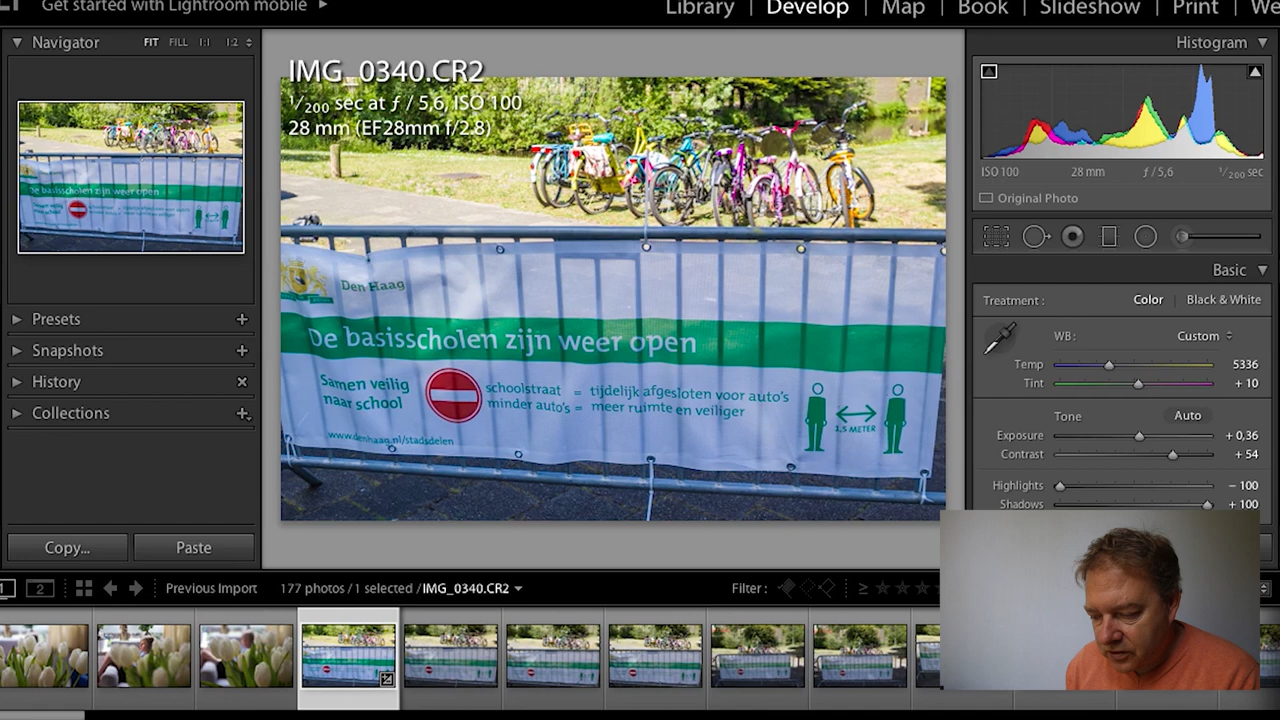 Get started with Lightroom mobile
Library | Develop | Map | Book | Slideshow | Print | We
Navigator FIT FILL 1:1 1:2
Histogram
IMG_0340.CR2
1/200 sec at ƒ / 5,6, ISO 100
28 mm (EF28mm f/2.8)
ISO 100 28 mm ƒ / 5,6 1/200 sec
Original Photo
Basic
Treatment : Color Black & White
WB: Custom
Temp 5336
Tint + 10
Tone Auto
Exposure + 0,36
Contrast + 54
Highlights − 100
Shadows + 100
Presets
Snapshots
History
Collections
Copy... Paste
Den Haag
De basisscholen zijn weer open
Samen veilig
naar school
schoolstraat = tijdelijk afgesloten voor auto's
minder auto's = meer ruimte en veiliger
1,5 METER
www.denhaag.nl/stadsdelen
2 Previous Import 177 photos / 1 selected / IMG_0340.CR2 Filter : ≥